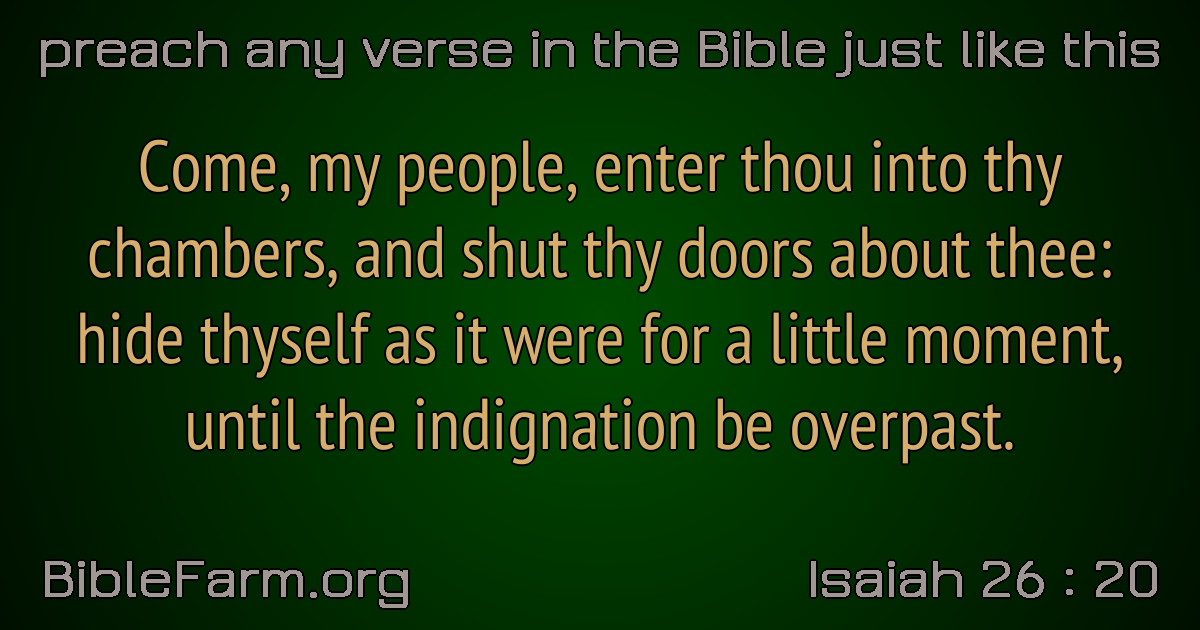 preach any verse in the Bible just like this
Come, my people, enter thou into thy
chambers, and shut thy doors about thee:
hide thyself as it were for a little moment,
until the indignation be overpast.
BibleFarm.org
Isaiah 26 : 20